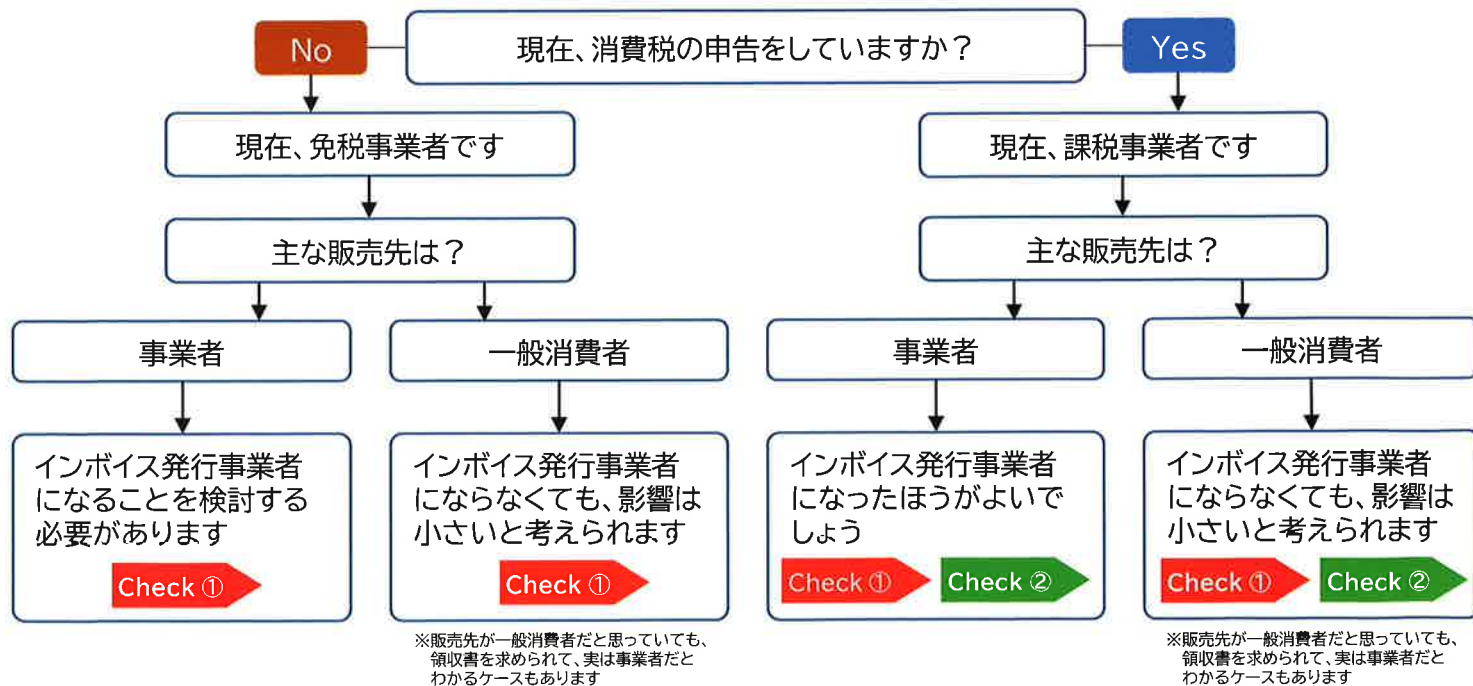 No
現在、消費税の申告をしていますか？
Yes
現在、免税事業者です
現在、課税事業者です
主な販売先は？
主な販売先は？
事業者
一般消費者
事業者
一般消費者
インボイス発行事業者
になることを検討する
必要があります
Check ①
インボイス発行事業者
にならなくても、影響は
小さいと考えられます
Check ①
インボイス発行事業者
になったほうがよいで
しょう
Check ①
Check ②
インボイス発行事業者
にならなくても、影響は
小さいと考えられます
Check ①
Check ②
※販売先が一般消費者だと思っていても、
領収書を求められて、実は事業者だと
わかるケースもあります
※販売先が一般消費者だと思っていても、
領収書を求められて、実は事業者だと
わかるケースもあります